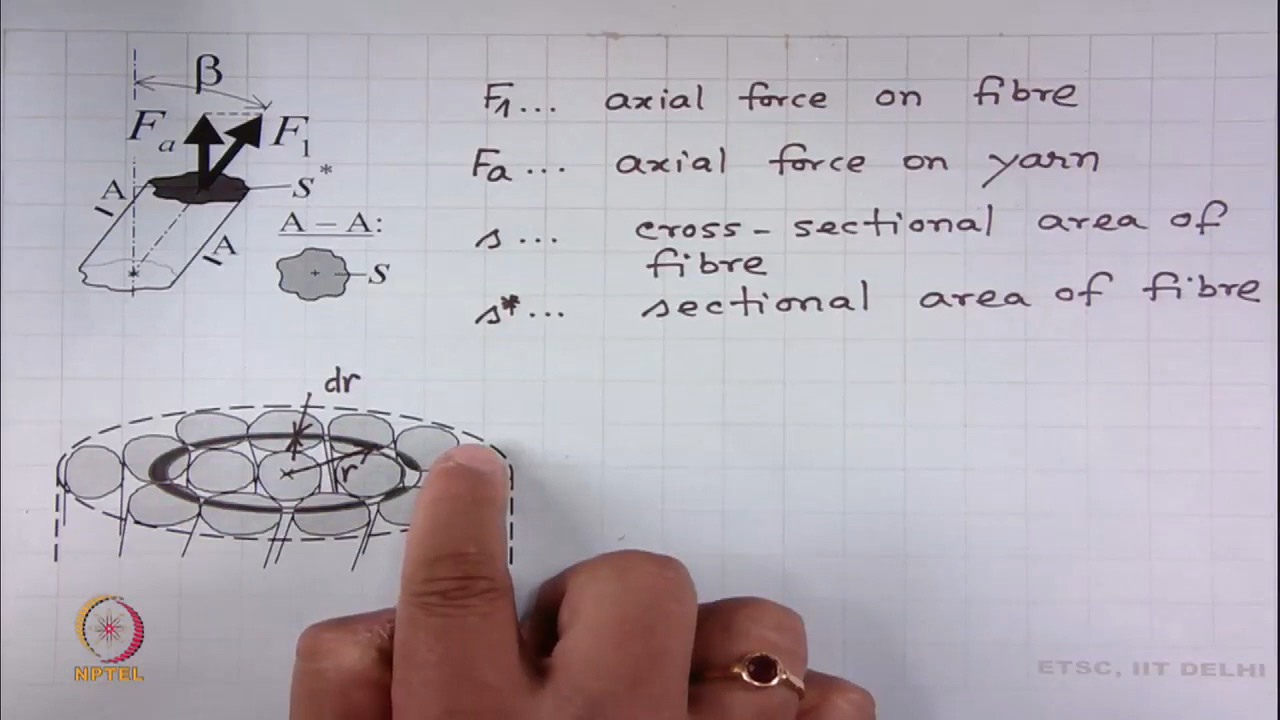 β
Fa
F1
A
S*
A – A:
A
S
F1... axial force on fibre
Fa... axial force on yarn
s... cross-sectional area of
fibre
s*... sectional area of fibre
dr
r
NPTEL
ETSC, IIT DELHI